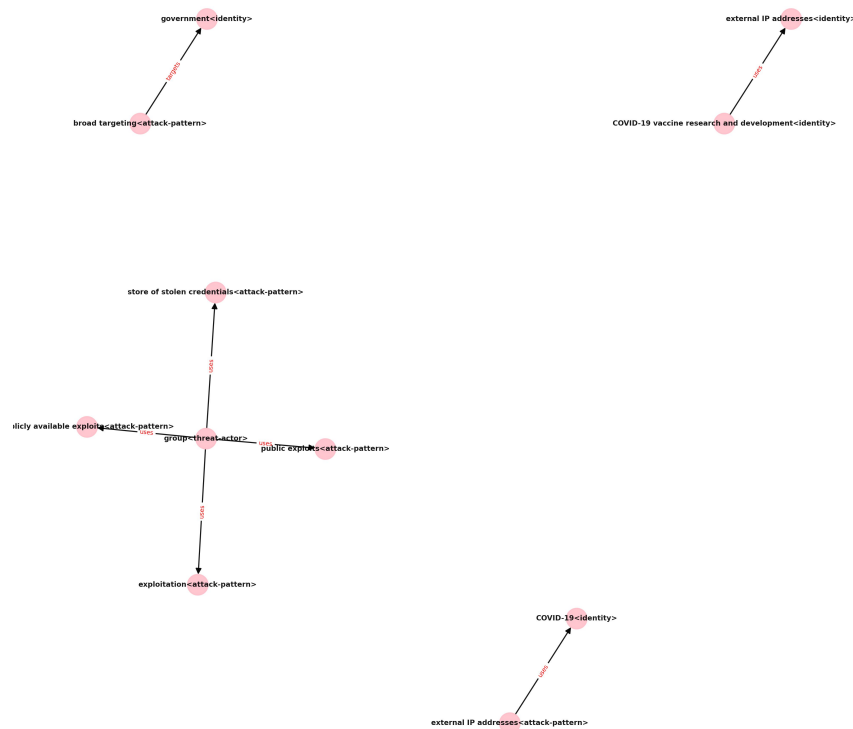 government<identity>
external IP addresses<identity>
targets
uses
broad targeting<attack-pattern>
COVID-19 vaccine research and development<identity>
store of stolen credentials<attack-pattern>
uses
licly available exploits<attack-pattern>
uses
group<threat-actor>
uses
public exploits<attack-pattern>
uses
exploitation<attack-pattern>
COVID-19<identity>
uses
external IP addresses<attack-pattern>